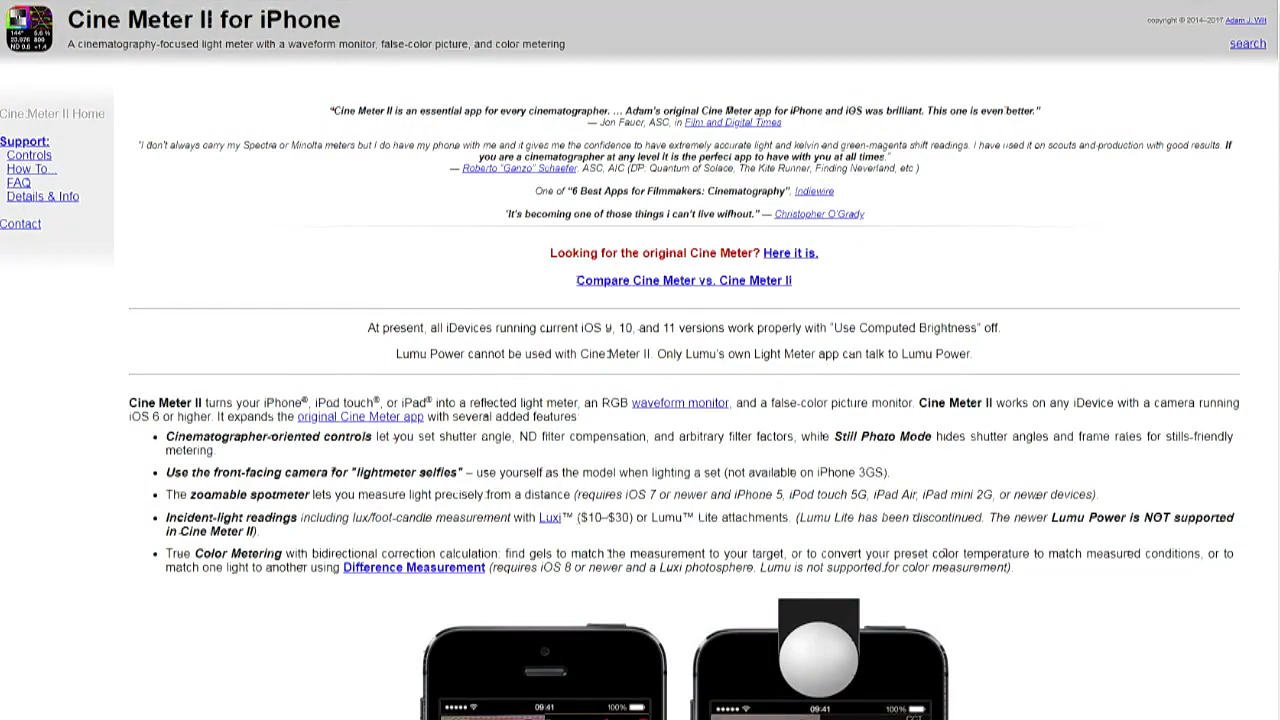 Cine Meter II for iPhone
A cinematography-focused light meter with a waveform monitor, false-color picture, and color metering
copyright © 2014–2017 Adam J. Wilt
search
Cine Meter II Home
Support:
Controls
How To...
FAQ
Details & Info
Contact
"Cine Meter II is an essential app for every cinematographer. ... Adam's original Cine Meter app for iPhone and iOS was brilliant. This one is even better."
— Jon Fauer, ASC, in Film and Digital Times
"I don't always carry my Spectra or Minolta meters but I do have my phone with me and it gives me the confidence to have extremely accurate light and kelvin and green-magenta shift readings. I have used it on scouts and production with good results. If
you are a cinematographer at any level it is the perfect app to have with you at all times."
— Roberto "Ganzo" Schaefer, ASC, AIC (DP: Quantum of Solace, The Kite Runner, Finding Neverland, etc.)
One of "6 Best Apps for Filmmakers: Cinematography", Indiewire
"It's becoming one of those things i can't live without." — Christopher O'Grady
Looking for the original Cine Meter? Here it is.
Compare Cine Meter vs. Cine Meter II
At present, all iDevices running current iOS 9, 10, and 11 versions work properly with "Use Computed Brightness" off.
Lumu Power cannot be used with Cine Meter II. Only Lumu's own Light Meter app can talk to Lumu Power.
Cine Meter II turns your iPhone®, iPod touch®, or iPad® into a reflected light meter, an RGB waveform monitor, and a false-color picture monitor. Cine Meter II works on any iDevice with a camera running
iOS 6 or higher. It expands the original Cine Meter app with several added features:
• Cinematographer-oriented controls let you set shutter angle, ND filter compensation, and arbitrary filter factors, while Still Photo Mode hides shutter angles and frame rates for stills-friendly
metering.
• Use the front-facing camera for "lightmeter selfies" – use yourself as the model when lighting a set (not available on iPhone 3GS).
• The zoomable spotmeter lets you measure light precisely from a distance (requires iOS 7 or newer and iPhone 5, iPod touch 5G, iPad Air, iPad mini 2G, or newer devices).
• Incident-light readings including lux/foot-candle measurement with Luxi™ ($10–$30) or Lumu™ Lite attachments. (Lumu Lite has been discontinued. The newer Lumu Power is NOT supported
in Cine Meter II).
• True Color Metering with bidirectional correction calculation: find gels to match the measurement to your target, or to convert your preset color temperature to match measured conditions, or to
match one light to another using Difference Measurement (requires iOS 8 or newer and a Luxi photosphere. Lumu is not supported for color measurement).
09:41 100%
09:41 100%
CCT